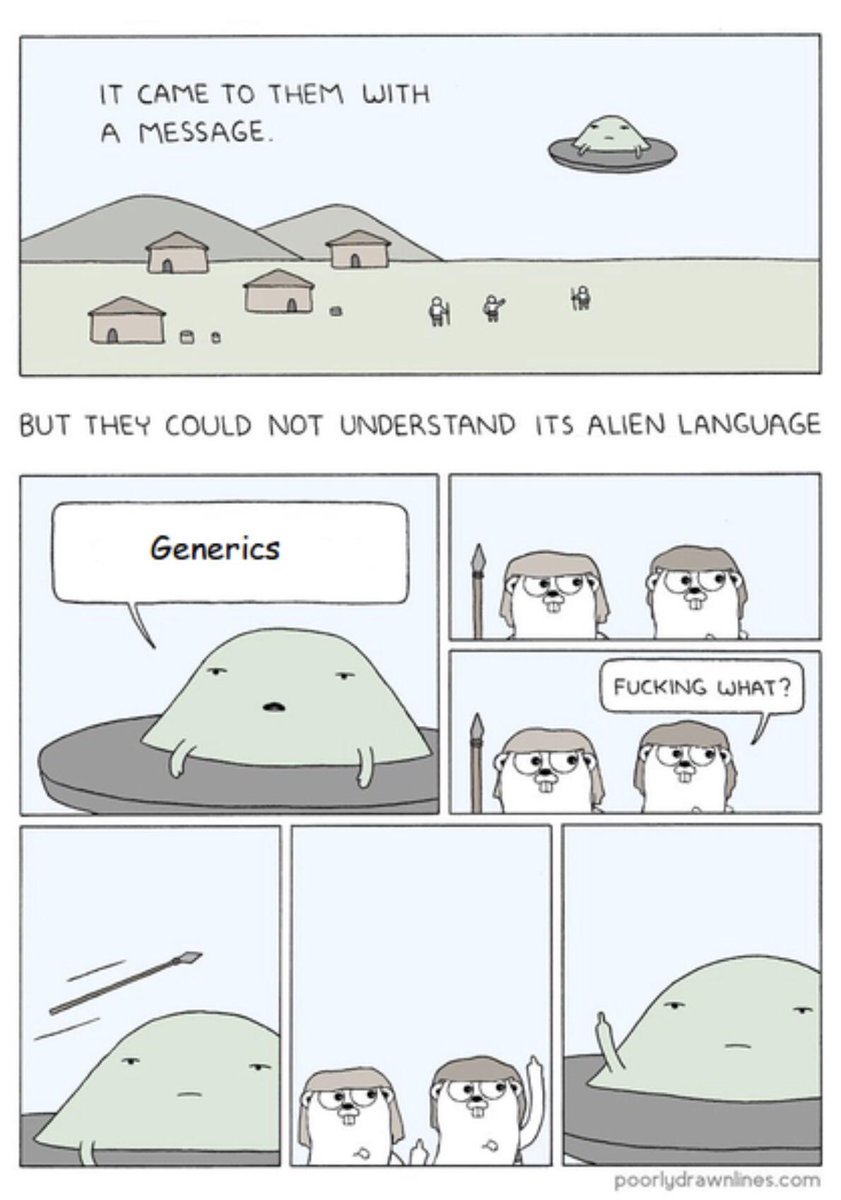 IT CAME TO THEM WITH
A MESSAGE.
BUT THEY COULD NOT UNDERSTAND ITS ALIEN LANGUAGE
Generics
FUCKING WHAT?
poorlydrawnlines.com